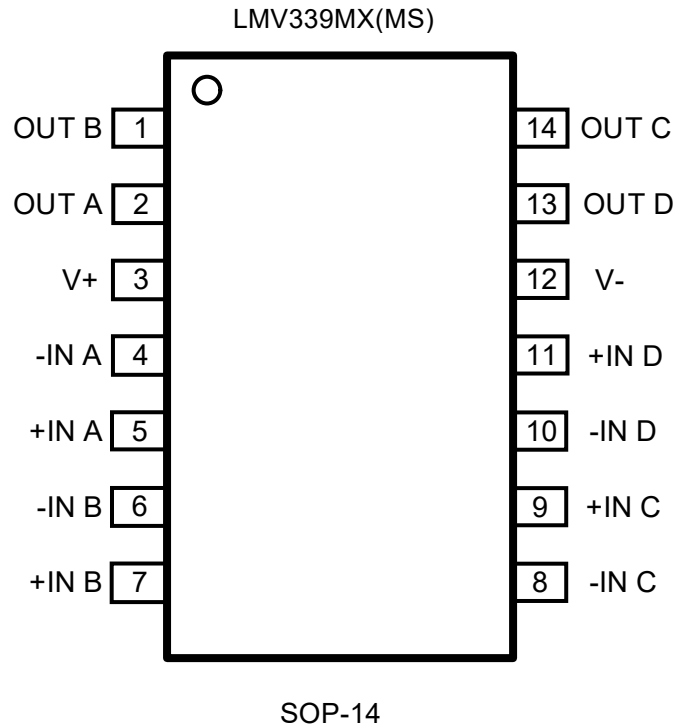 LMV339MX(MS)
OUT B 1 14 OUT C
OUT A 2 13 OUT D
V+ 3 12 V-
-IN A 4 11 +IN D
+IN A 5 10 -IN D
-IN B 6 9 +IN C
+IN B 7 8 -IN C
SOP-14